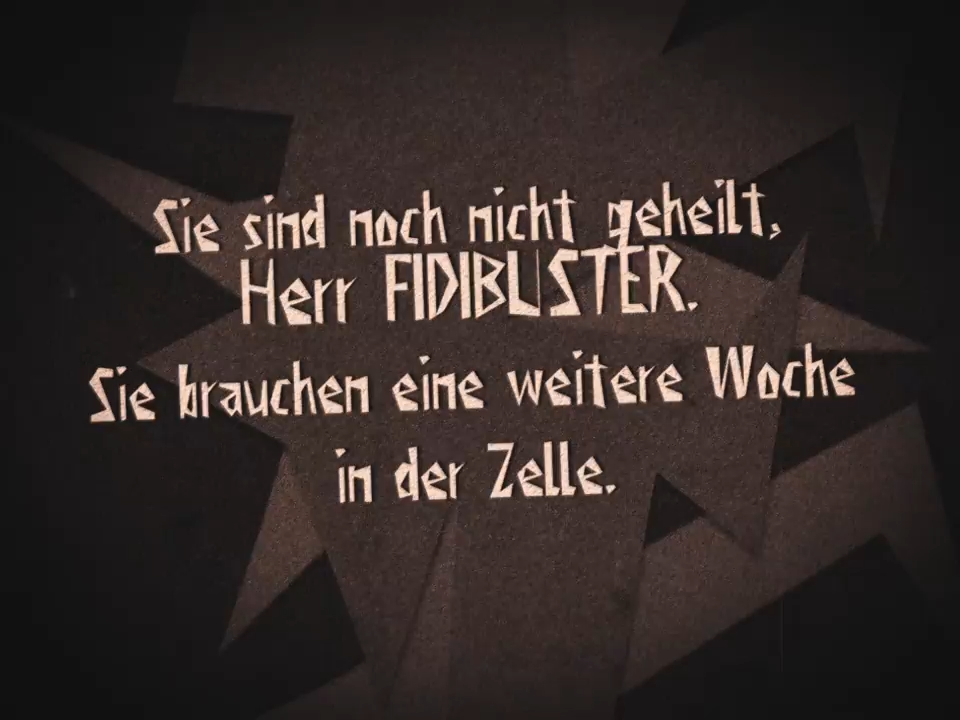 Sie sind noch nicht geheilt,
Herr FIDIBUSTER.
Sie brauchen eine weitere Woche
in der Zelle.